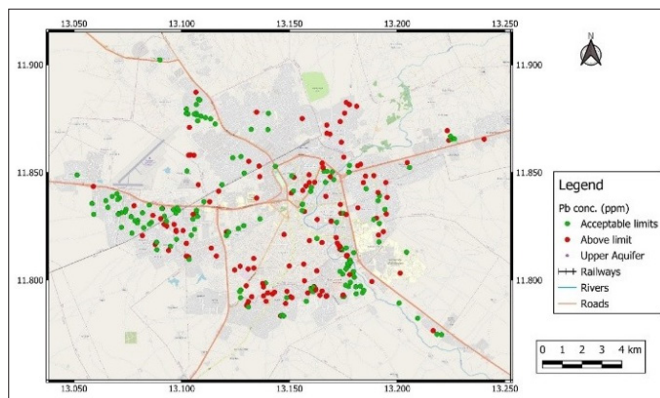 13.050 13.100 13.150 13.200 13.250
11.900 11.900
N
11.850 11.850
Legend
Pb conc. (ppm)
Acceptable limits
Above limit
Upper Aquifer
Railways
Rivers
Roads
11.800 11.800
0 1 2 3 4 km
13.050 13.100 13.150 13.200 13.250